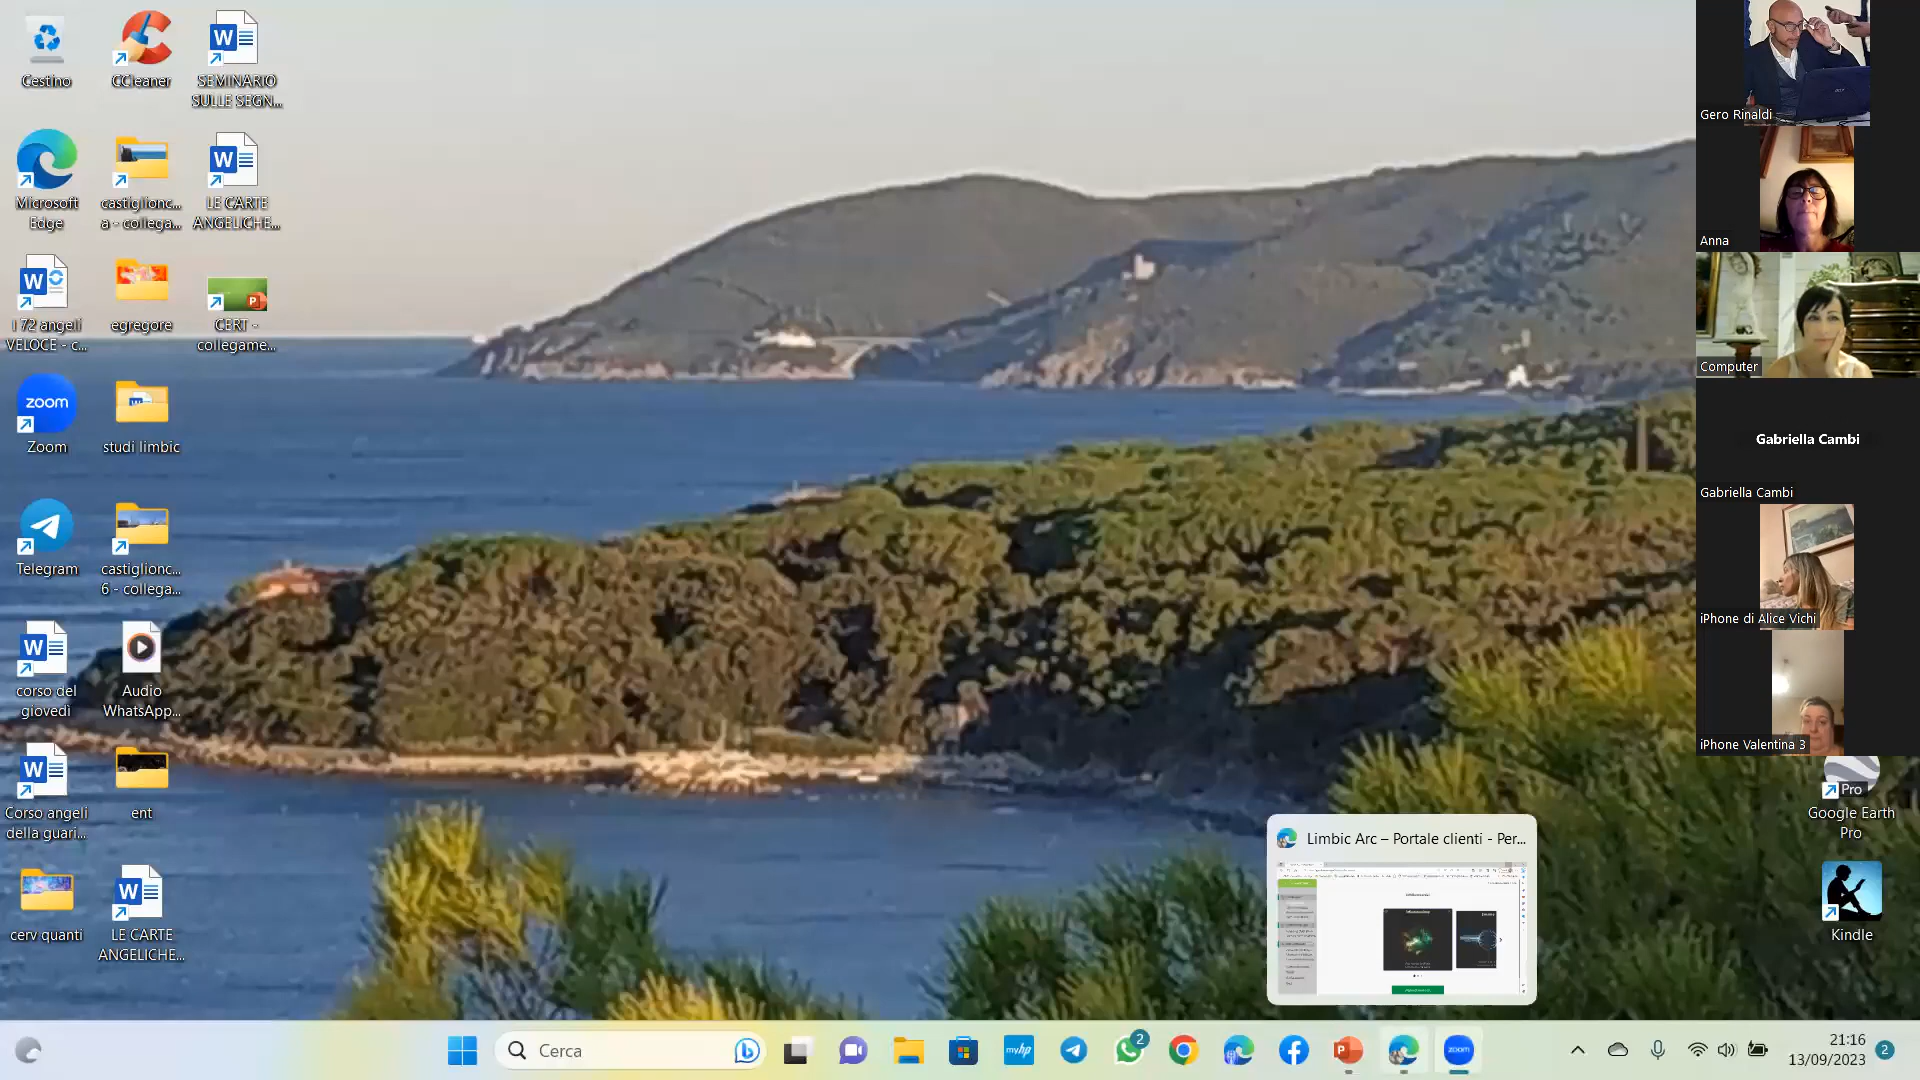 Cestino
CCleaner
SEMINARIO
SULLE SEGN...
Microsoft
Edge
castiglionc...
a - collega...
LE CARTE
ANGELICHE...
I 72 angeli
VELOCE - c...
egregore
CERT -
collegame...
zoom
Zoom
studi limbic
Telegram
castiglionc...
6 - collega...
corso del
giovedì
Audio
WhatsApp...
Corso angeli
della guari...
ent
cerv quanti
LE CARTE
ANGELICHE...
Gero Rinaldi
Anna
Computer
Gabriella Cambi
Gabriella Cambi
iPhone di Alice Vichi
iPhone Valentina 3
Pro
Google Earth
Pro
Kindle
Limbic Arc – Portale clienti - Per...
Cerca
myhp
2
zoom
21:16
13/09/2023
2